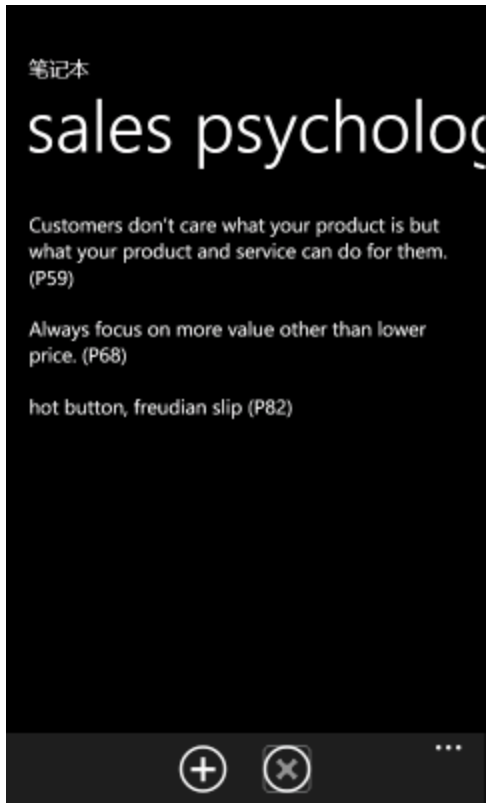 笔记本
sales psycholog
Customers don't care what your product is but
what your product and service can do for them.
(P59)
Always focus on more value other than lower
price. (P68)
hot button, freudian slip (P82)